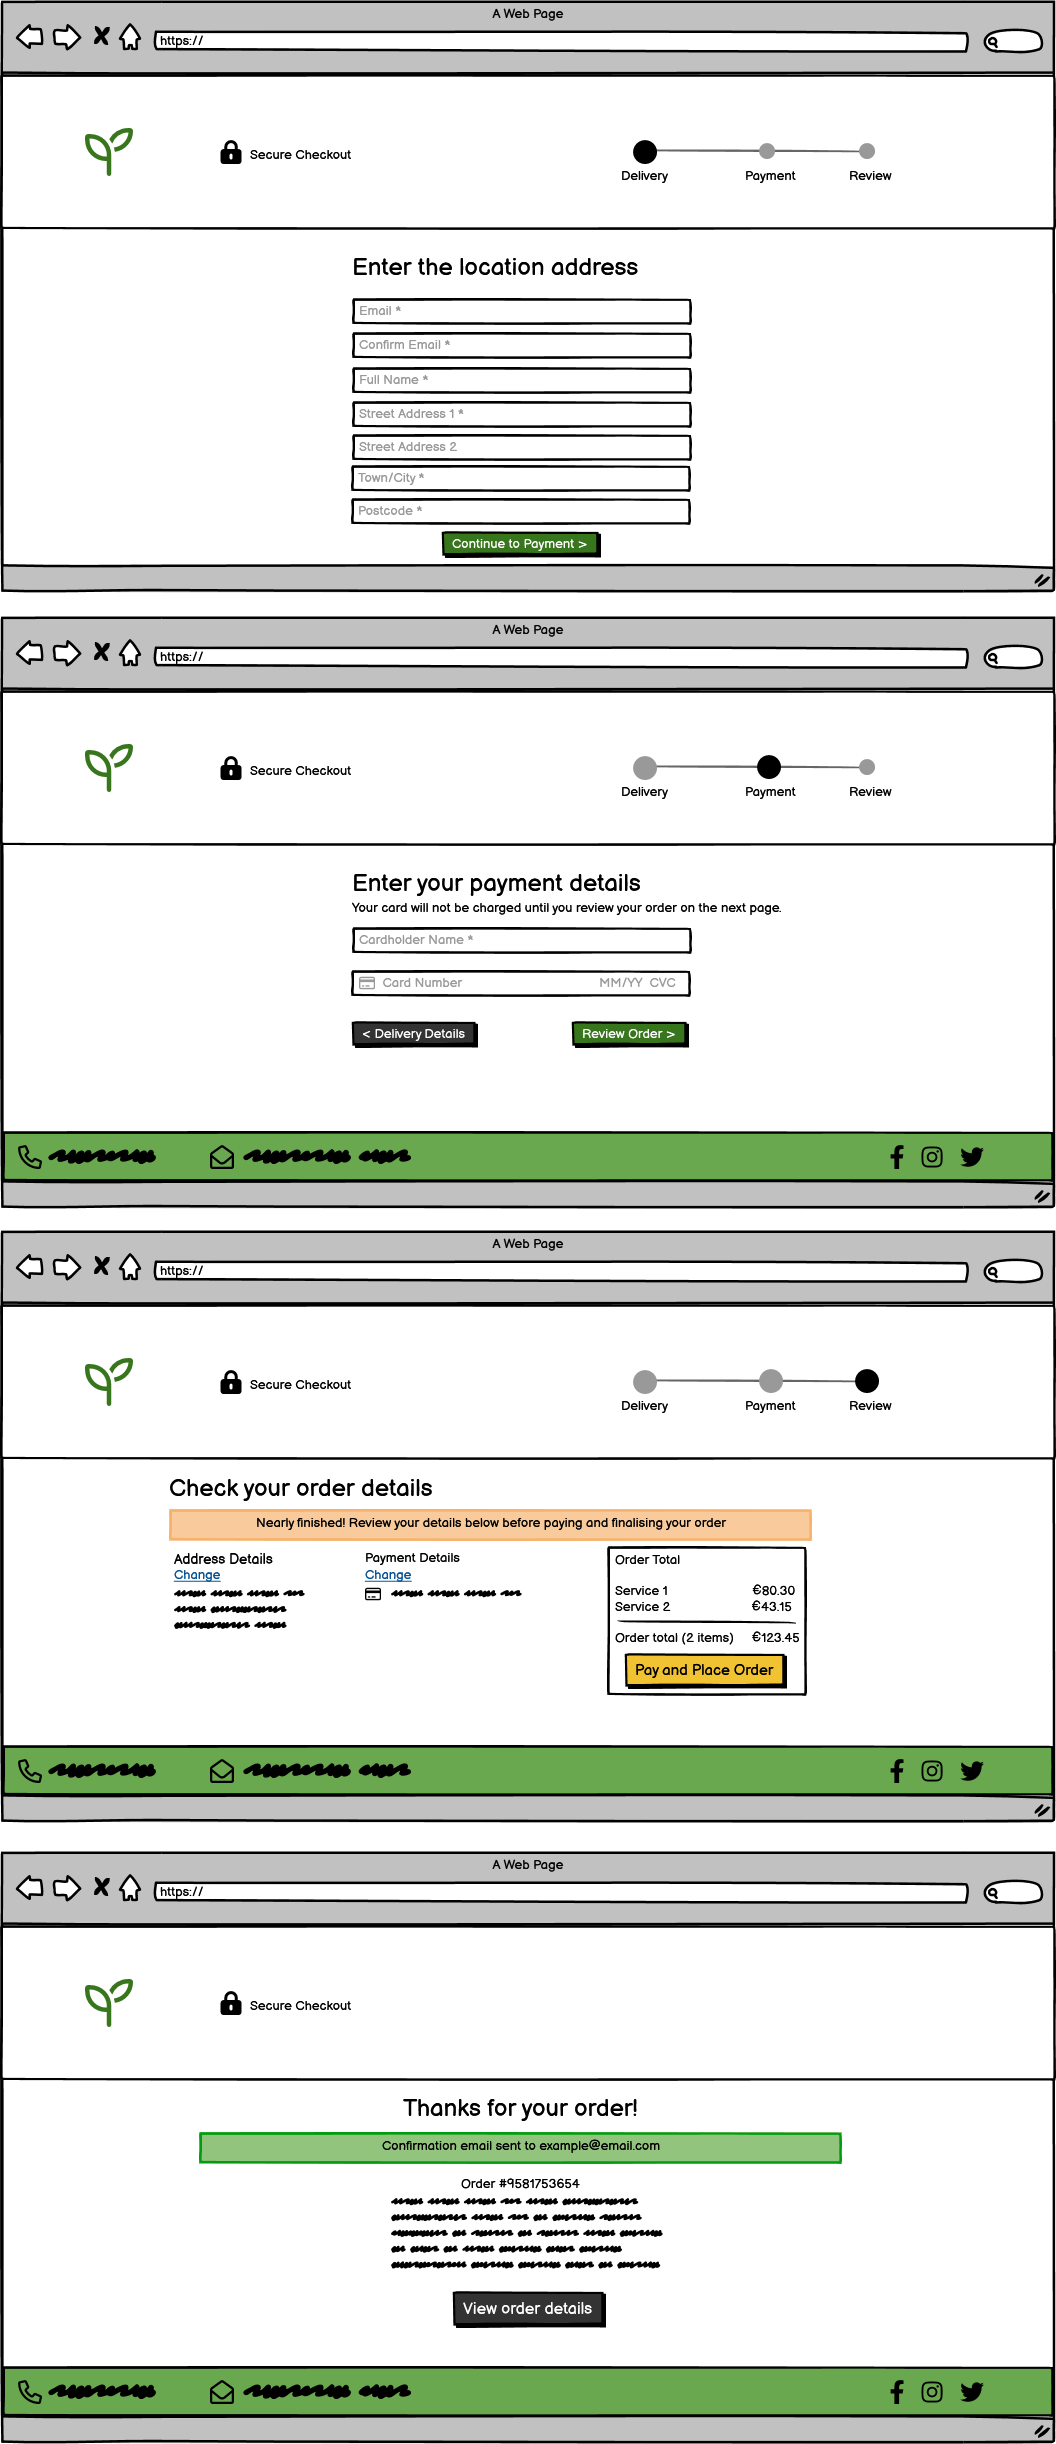 A Web Page
https://
Secure Checkout
Delivery
Payment
Review
Enter the location address
Email *
Confirm Email *
Full Name *
Street Address 1 *
Street Address 2
Town/City *
Postcode *
Continue to Payment >
A Web Page
https://
Secure Checkout
Delivery
Payment
Review
Enter your payment details
Your card will not be charged until you review your order on the next page.
Cardholder Name *
Card Number MM/YY CVC
< Delivery Details
Review Order >
A Web Page
https://
Secure Checkout
Delivery
Payment
Review
Check your order details
Nearly finished! Review your details below before paying and finalising your order
Address Details
Change
Payment Details
Change
Order Total
Service 1 €80.30
Service 2 €43.15
Order total (2 items) €123.45
Pay and Place Order
A Web Page
https://
Secure Checkout
Thanks for your order!
Confirmation email sent to example@email.com
Order #9581753654
View order details